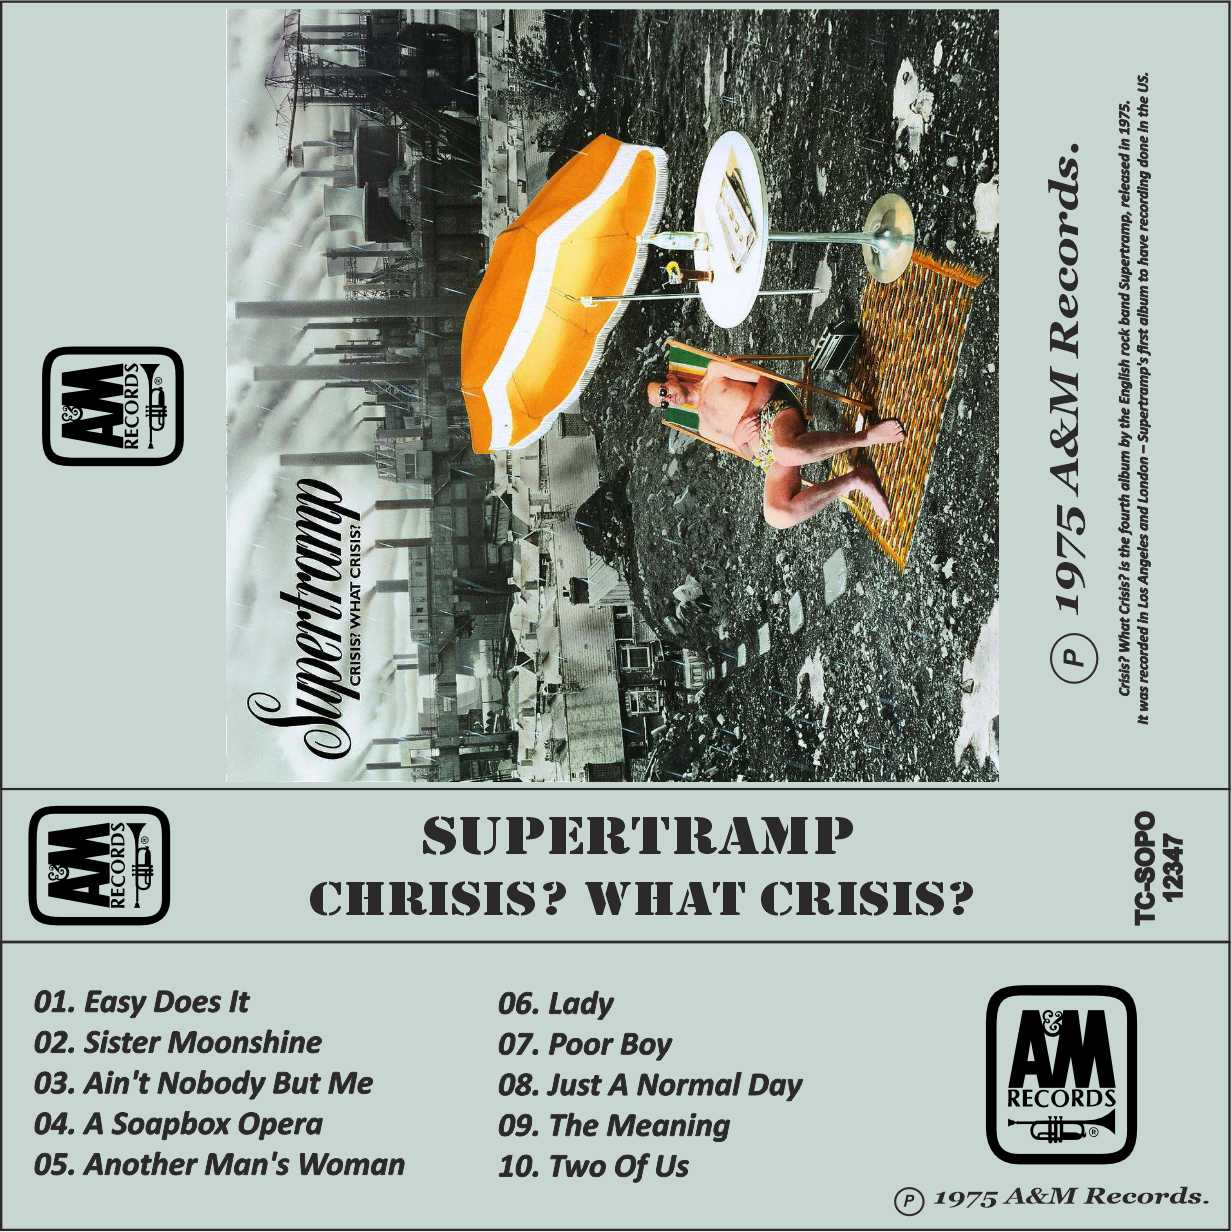 A&M
RECORDS
Supertramp
CRISIS? WHAT CRISIS?
Ⓟ 1975 A&M Records.
Crisis? What Crisis? is the fourth album by the English rock band Supertramp, released in 1975.
It was recorded in Los Angeles and London – Supertramp's first album to have recording done in the US.
A&M
RECORDS
®
SUPERTRAMP
CHRISIS? WHAT CRISIS?
TC-SOPO
12347
01. Easy Does It
02. Sister Moonshine
03. Ain't Nobody But Me
04. A Soapbox Opera
05. Another Man's Woman
06. Lady
07. Poor Boy
08. Just A Normal Day
09. The Meaning
10. Two Of Us
A&M
RECORDS
®
Ⓟ 1975 A&M Records.